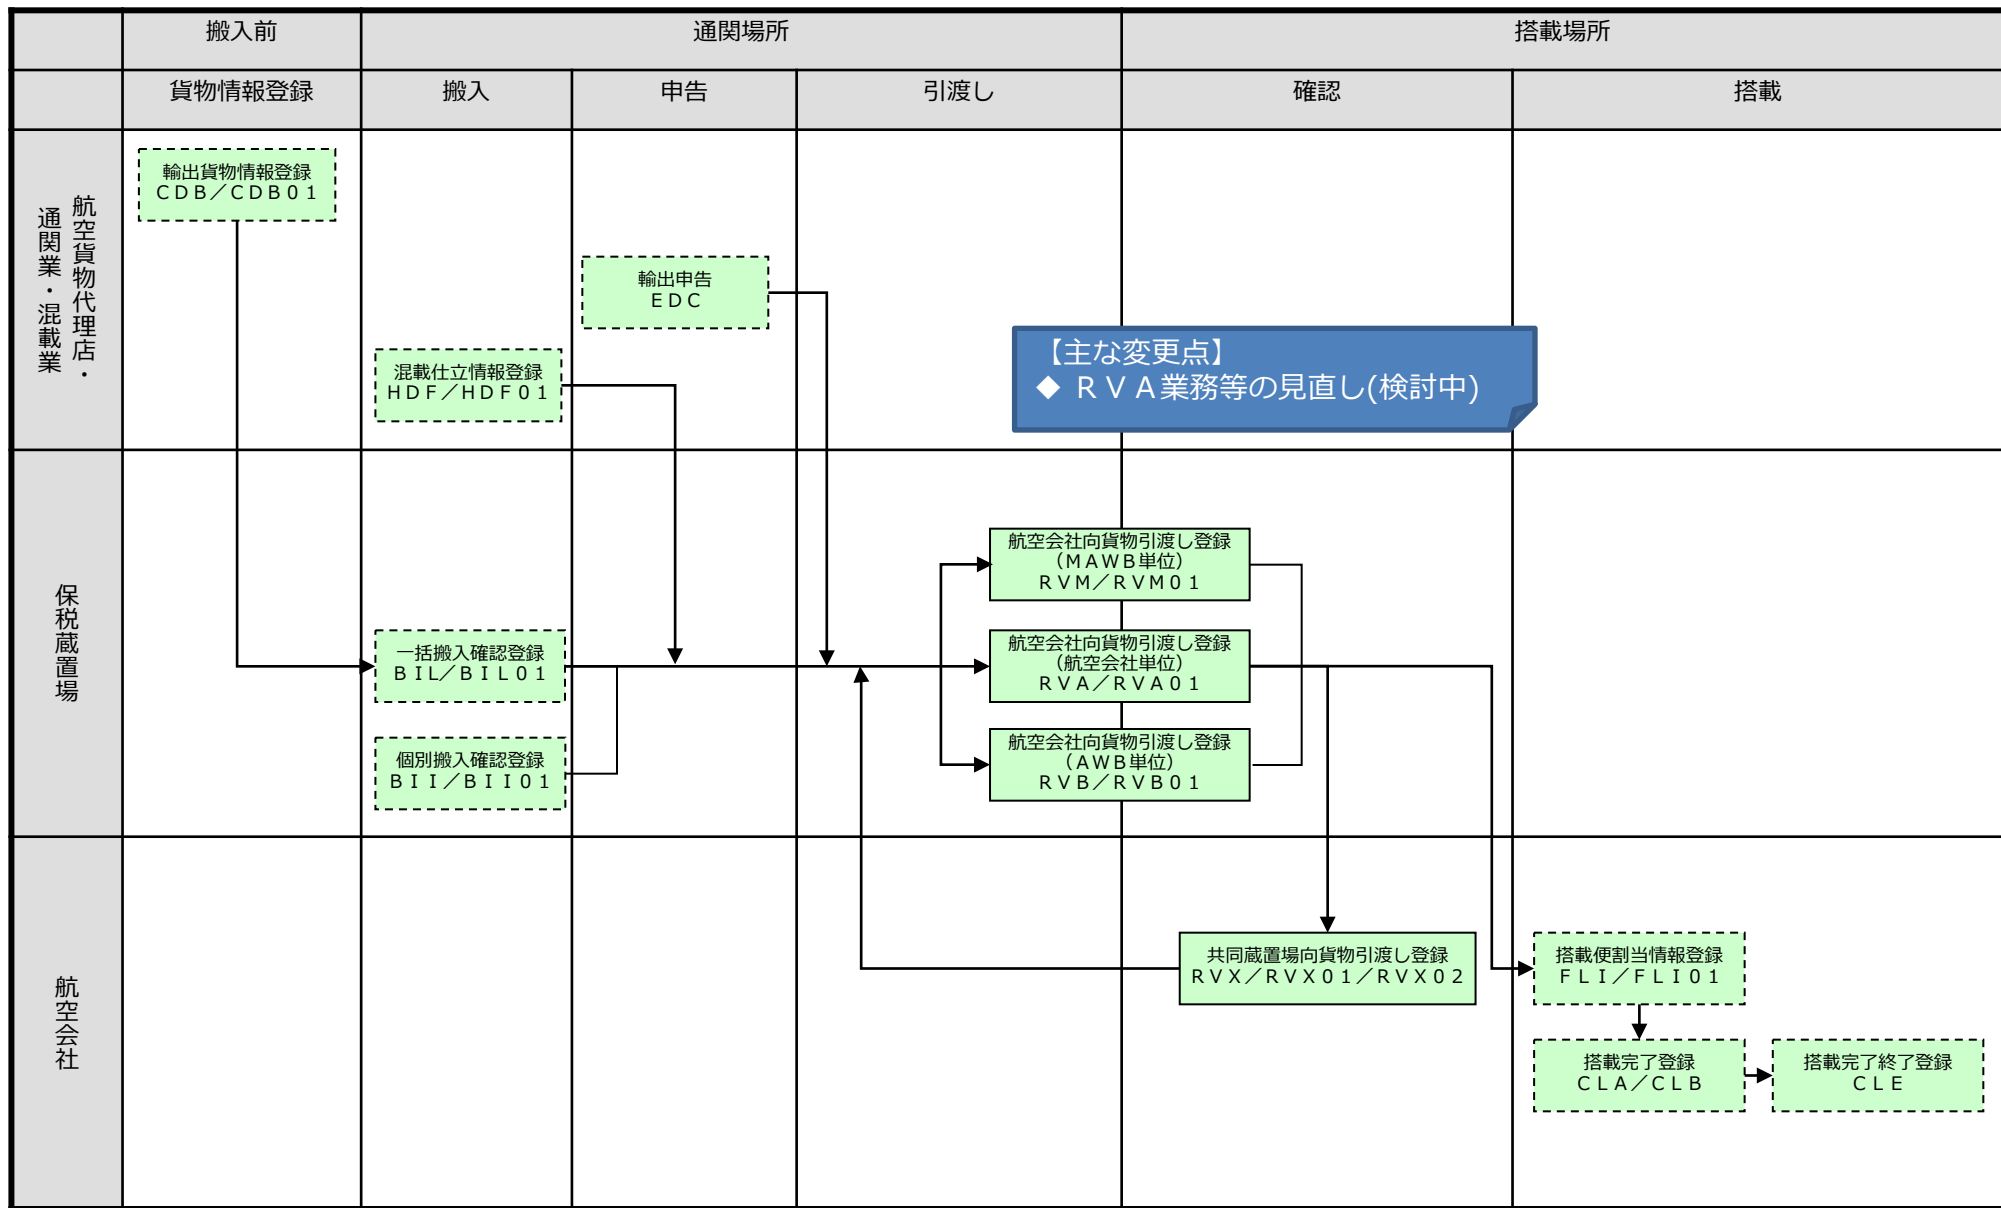 搬入前
通関場所
搭載場所
貨物情報登録
搬入
申告
引渡し
確認
搭載
航空貨物代理店・
通関業・混載業
輸出貨物情報登録
ＣＤＢ／ＣＤＢ０１
輸出申告
ＥＤＣ
混載仕立情報登録
ＨＤＦ／ＨＤＦ０１
【主な変更点】
◆ ＲＶＡ業務等の見直し(検討中)
保税蔵置場
航空会社向貨物引渡し登録
（ＭＡＷＢ単位）
ＲＶＭ／ＲＶＭ０１
一括搬入確認登録
ＢＩＬ／ＢＩＬ０１
航空会社向貨物引渡し登録
(航空会社単位)
ＲＶＡ／ＲＶＡ０１
個別搬入確認登録
ＢＩＩ／ＢＩＩ０１
航空会社向貨物引渡し登録
（ＡＷＢ単位）
ＲＶＢ／ＲＶＢ０１
航空会社
共同蔵置場向貨物引渡し登録
ＲＶＸ／ＲＶＸ０１／ＲＶＸ０２
搭載便割当情報登録
ＦＬＩ／ＦＬＩ０１
搭載完了登録
ＣＬＡ／ＣＬＢ
搭載完了終了登録
ＣＬＥ